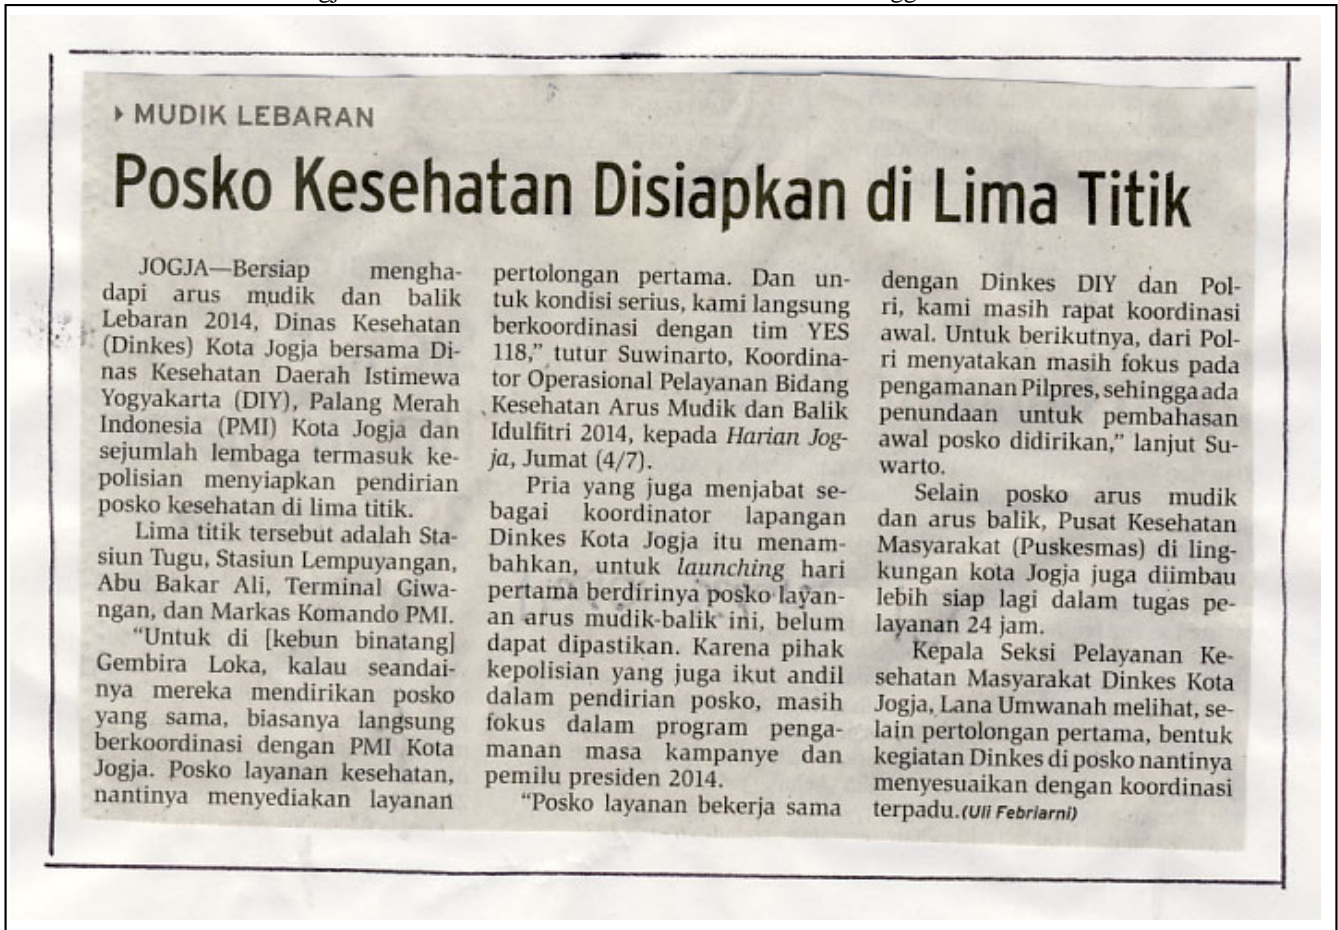 MUDIK LEBARAN
Posko Kesehatan Disiapkan di Lima Titik
JOGJA—Bersiap mengha-
dapi arus mudik dan balik
Lebaran 2014, Dinas Kesehatan
(Dinkes) Kota Jogja bersama Di-
nas Kesehatan Daerah Istimewa
Yogyakarta (DIY), Palang Merah
Indonesia (PMI) Kota Jogja dan
sejumlah lembaga termasuk ke-
polisian menyiapkan pendirian
posko kesehatan di lima titik.
Lima titik tersebut adalah Sta-
siun Tugu, Stasiun Lempuyangan,
Abu Bakar Ali, Terminal Giwa-
ngan, dan Markas Komando PMI.
“Untuk di [kebun binatang]
Gembira Loka, kalau seandai-
nya mereka mendirikan posko
yang sama, biasanya langsung
berkoordinasi dengan PMI Kota
Jogja. Posko layanan kesehatan,
nantinya menyediakan layanan
pertolongan pertama. Dan un-
tuk kondisi serius, kami langsung
berkoordinasi dengan tim YES
118,” tutur Suwinarto, Koordina-
tor Operasional Pelayanan Bidang
Kesehatan Arus Mudik dan Balik
Idulfitri 2014, kepada Harian Jog-
ja, Jumat (4/7).
Pria yang juga menjabat se-
bagai koordinator lapangan
Dinkes Kota Jogja itu menam-
bahkan, untuk launching hari
pertama berdirinya posko layan-
an arus mudik-balik ini, belum
dapat dipastikan. Karena pihak
kepolisian yang juga ikut andil
dalam pendirian posko, masih
fokus dalam program penga-
manan masa kampanye dan
pemilu presiden 2014.
“Posko layanan bekerja sama
dengan Dinkes DIY dan Pol-
ri, kami masih rapat koordinasi
awal. Untuk berikutnya, dari Pol-
ri menyatakan masih fokus pada
pengamanan Pilpres, sehingga ada
penundaan untuk pembahasan
awal posko didirikan,” lanjut Su-
warto.
Selain posko arus mudik
dan arus balik, Pusat Kesehatan
Masyarakat (Puskesmas) di ling-
kungan kota Jogja juga diimbau
lebih siap lagi dalam tugas pe-
layanan 24 jam.
Kepala Seksi Pelayanan Ke-
sehatan Masyarakat Dinkes Kota
Jogja, Lana Umwanah melihat, se-
lain pertolongan pertama, bentuk
kegiatan Dinkes di posko nantinya
menyesuaikan dengan koordinasi
terpadu.(Uli Febriarni)